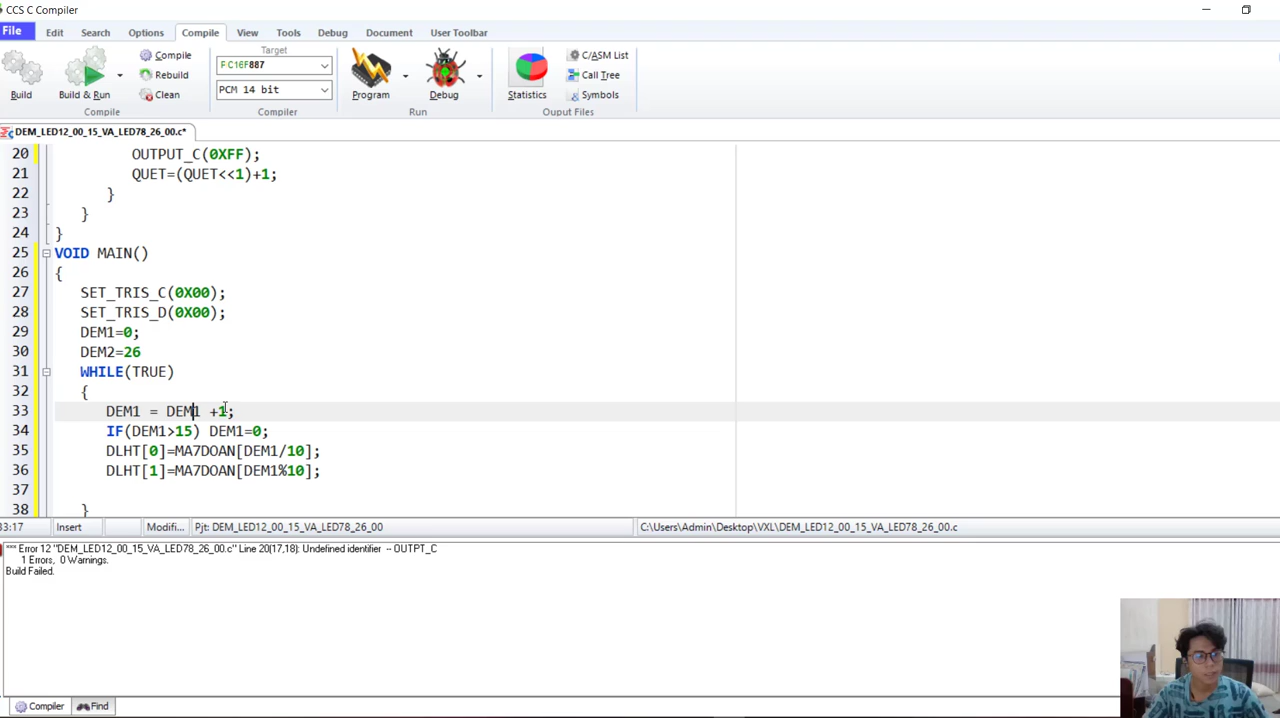 CCS C Compiler
File Edit Search Options Compile View Tools Debug Document User Toolbar
Build
Build & Run
Compile
Rebuild
Clean
Compile
Target
PCM 14 bit
Compiler
Program
Debug
Run
Statistics
C/ASM List
Call Tree
Symbols
Ouput Files
DEM_LED12_00_15_VA_LED78_26_00.c*
20 OUTPUT_C(0XFF);
21 QUET=(QUET<<1)+1;
22 }
23 }
24 }
25 VOID MAIN()
26 {
27 SET_TRIS_C(0X00);
28 SET_TRIS_D(0X00);
29 DEM1=0;
30 DEM2=26
31 WHILE(TRUE)
32 {
33 DEM1 = DEM1 +1;
34 IF(DEM1>15) DEM1=0;
35 DLHT[0]=MA7DOAN[DEM1/10];
36 DLHT[1]=MA7DOAN[DEM1%10];
37
38 }
33:17 Insert Modifi... Pjt: DEM_LED12_00_15_VA_LED78_26_00 C:\Users\Admin\Desktop\VXL\DEM_LED12_00_15_VA_LED78_26_00.c
*** Error 12 "DEM_LED12_00_15_VA_LED78_26_00.c" Line 20(17,18): Undefined identifier -- OUTPT_C
1 Errors, 0 Warnings.
Build Failed.
Compiler Find